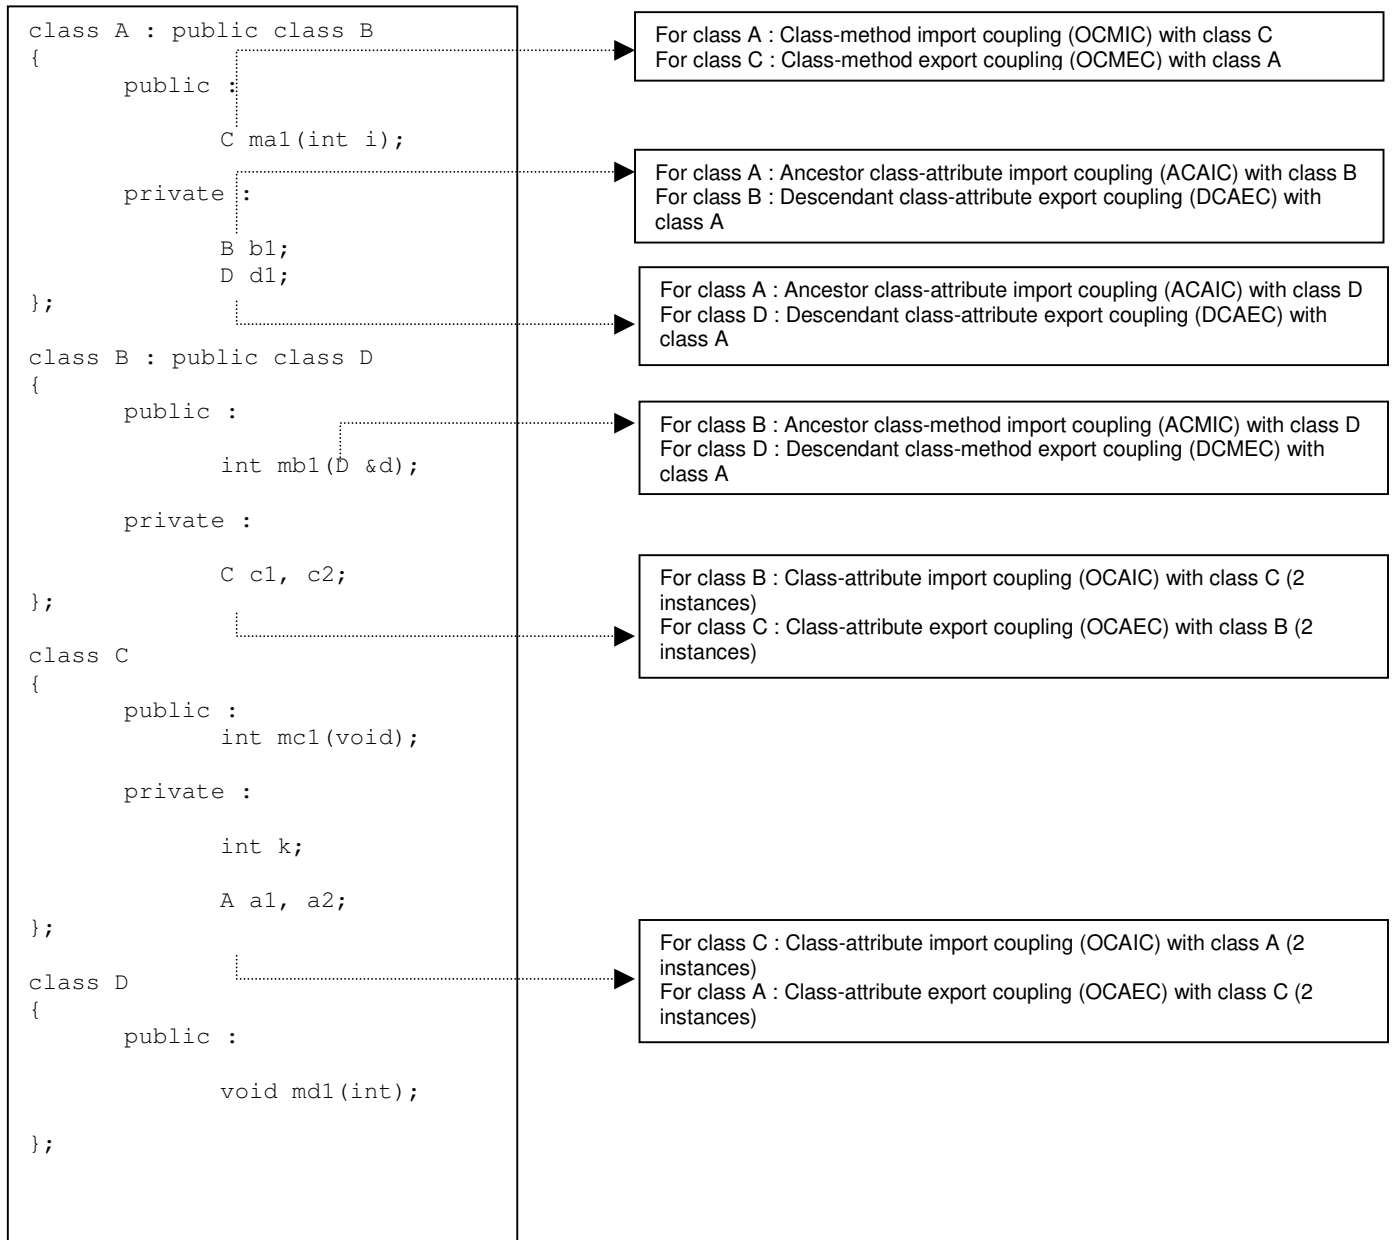 class A : public class B
{
public :
C ma1(int i);
private :
B b1;
D d1;
};
class B : public class D
{
public :
int mb1(D &d);
private :
C c1, c2;
};
class C
{
public :
int mc1(void);
private :
int k;
A a1, a2;
};
class D
{
public :
void md1(int);
};
For class A : Class-method import coupling (OCMIC) with class C
For class C : Class-method export coupling (OCMEC) with class A
For class A : Ancestor class-attribute import coupling (ACAIC) with class B
For class B : Descendant class-attribute export coupling (DCAEC) with
class A
For class A : Ancestor class-attribute import coupling (ACAIC) with class D
For class D : Descendant class-attribute export coupling (DCAEC) with
class A
For class B : Ancestor class-method import coupling (ACMIC) with class D
For class D : Descendant class-method export coupling (DCMEC) with
class A
For class B : Class-attribute import coupling (OCAIC) with class C (2
instances)
For class C : Class-attribute export coupling (OCAEC) with class B (2
instances)
For class C : Class-attribute import coupling (OCAIC) with class A (2
instances)
For class A : Class-attribute export coupling (OCAEC) with class C (2
instances)